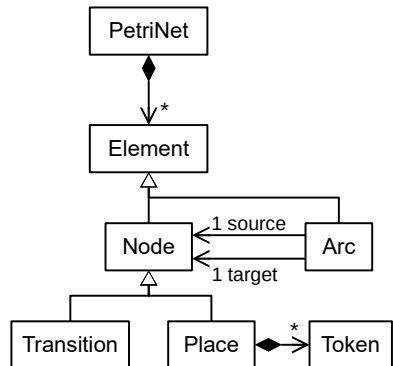 PetriNet
*
Element
1 source
Node
Arc
1 target
*
Transition
Place
Token